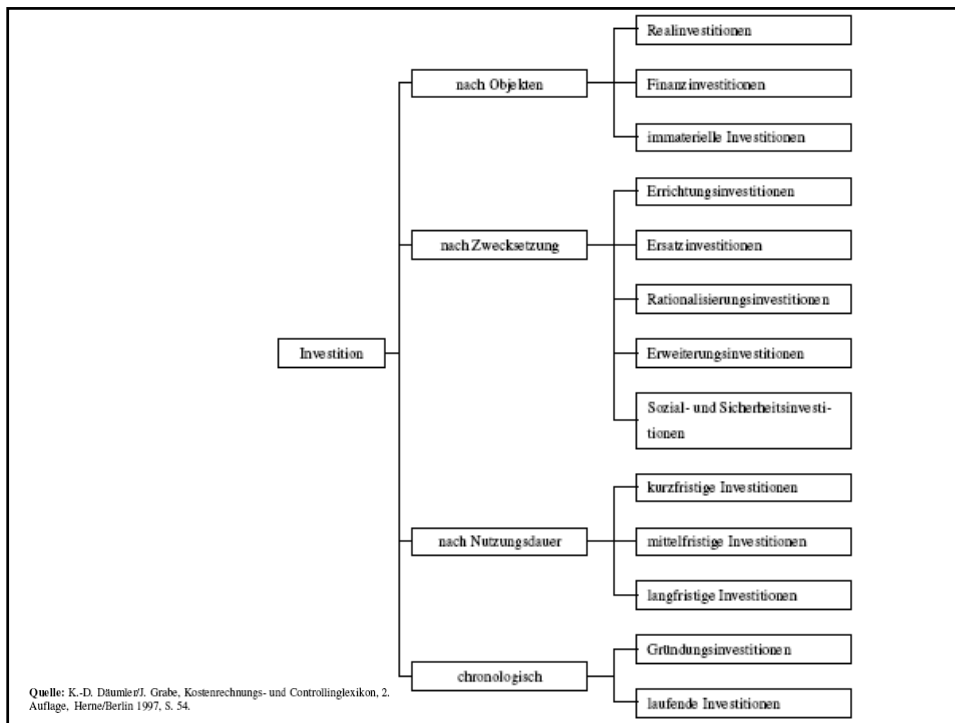 Investition
nach Objekten
Realinvestitionen
Finanzinvestitionen
immaterielle Investitionen
nach Zwecksetzung
Errichtungsinvestitionen
Ersatzinvestitionen
Rationalisierungsinvestitionen
Erweiterungsinvestitionen
Sozial- und Sicherheitsinvesti-
tionen
nach Nutzungsdauer
kurzfristige Investitionen
mittelfristige Investitionen
langfristige Investitionen
chronologisch
Gründungsinvestitionen
laufende Investitionen
Quelle: K.-D. Däumler/J. Grabe, Kostenrechnungs- und Controllinglexikon, 2.
Auflage, Herne/Berlin 1997, S. 54.